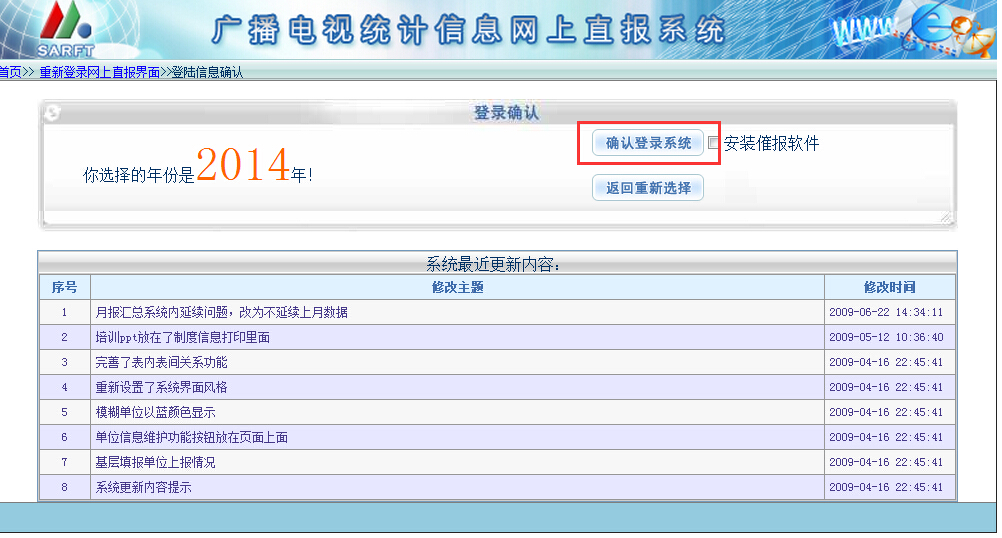 SARFT
广播电视统计信息网上直报系统
www
首页>> 重新登录网上直报界面>>登陆信息确认
登录确认
确认登录系统 安装催报软件
你选择的年份是2014年!
返回重新选择
系统最近更新内容:
序号 修改主题 修改时间
1 月报汇总系统内延续问题，改为不延续上月数据 2009-06-22 14:34:11
2 培训ppt放在了制度信息打印里面 2009-05-12 10:36:40
3 完善了表内表间关系功能 2009-04-16 22:45:41
4 重新设置了系统界面风格 2009-04-16 22:45:41
5 模糊单位以蓝颜色显示 2009-04-16 22:45:41
6 单位信息维护功能按钮放在页面上面 2009-04-16 22:45:41
7 基层填报单位上报情况 2009-04-16 22:45:41
8 系统更新内容提示 2009-04-16 22:45:41